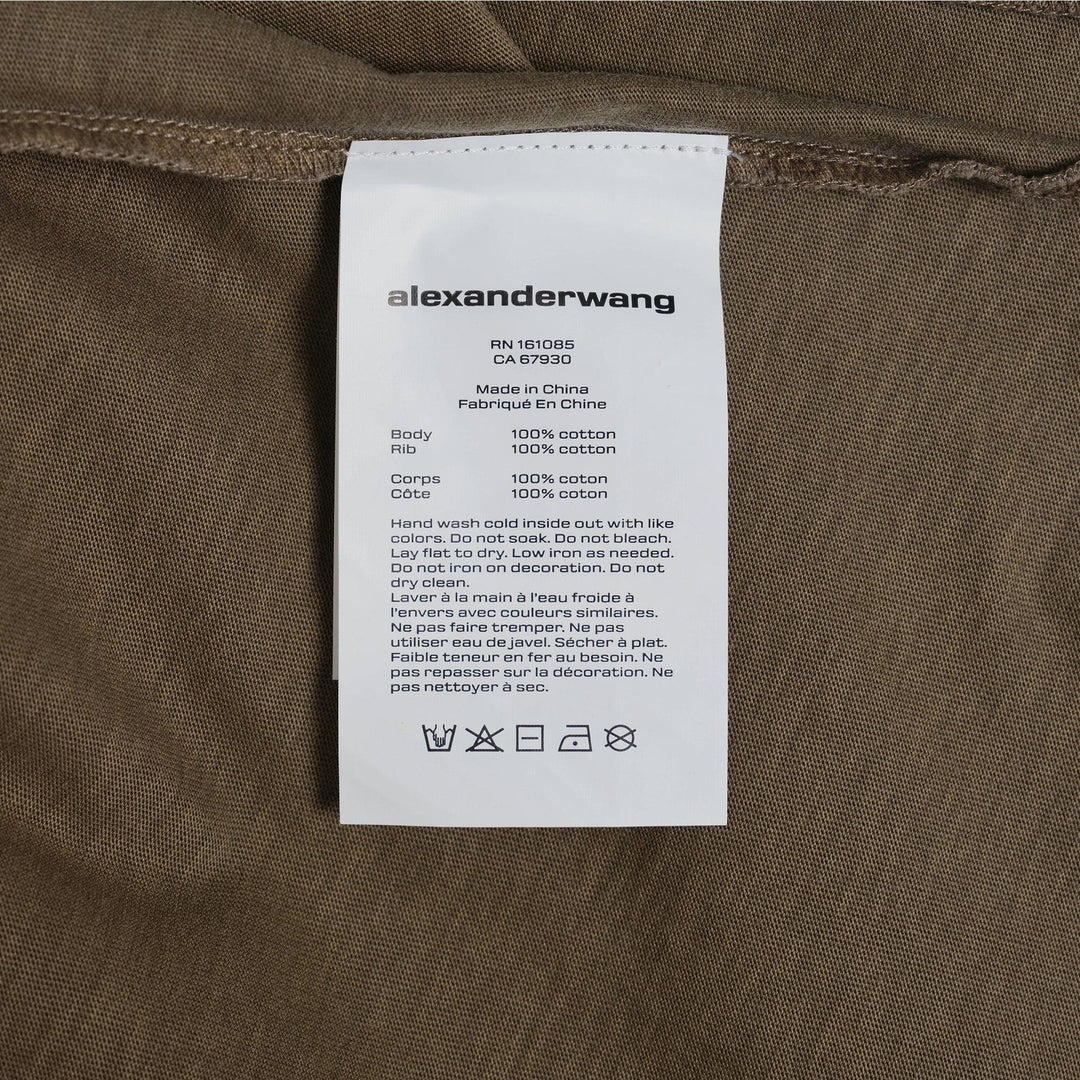 alexanderwang
RN 161085
CA 67930
Made in China
Fabriqué En Chine
Body 100% cotton
Rib 100% cotton
Corps 100% coton
Côte 100% coton
Hand wash cold inside out with like
colors. Do not soak. Do not bleach.
Lay flat to dry. Low iron as needed.
Do not iron on decoration. Do not
dry clean.
Laver à la main à l'eau froide à
l'envers avec couleurs similaires.
Ne pas faire tremper. Ne pas
utiliser eau de javel. Sécher à plat.
Faible teneur en fer au besoin. Ne
pas repasser sur la décoration. Ne
pas nettoyer à sec.